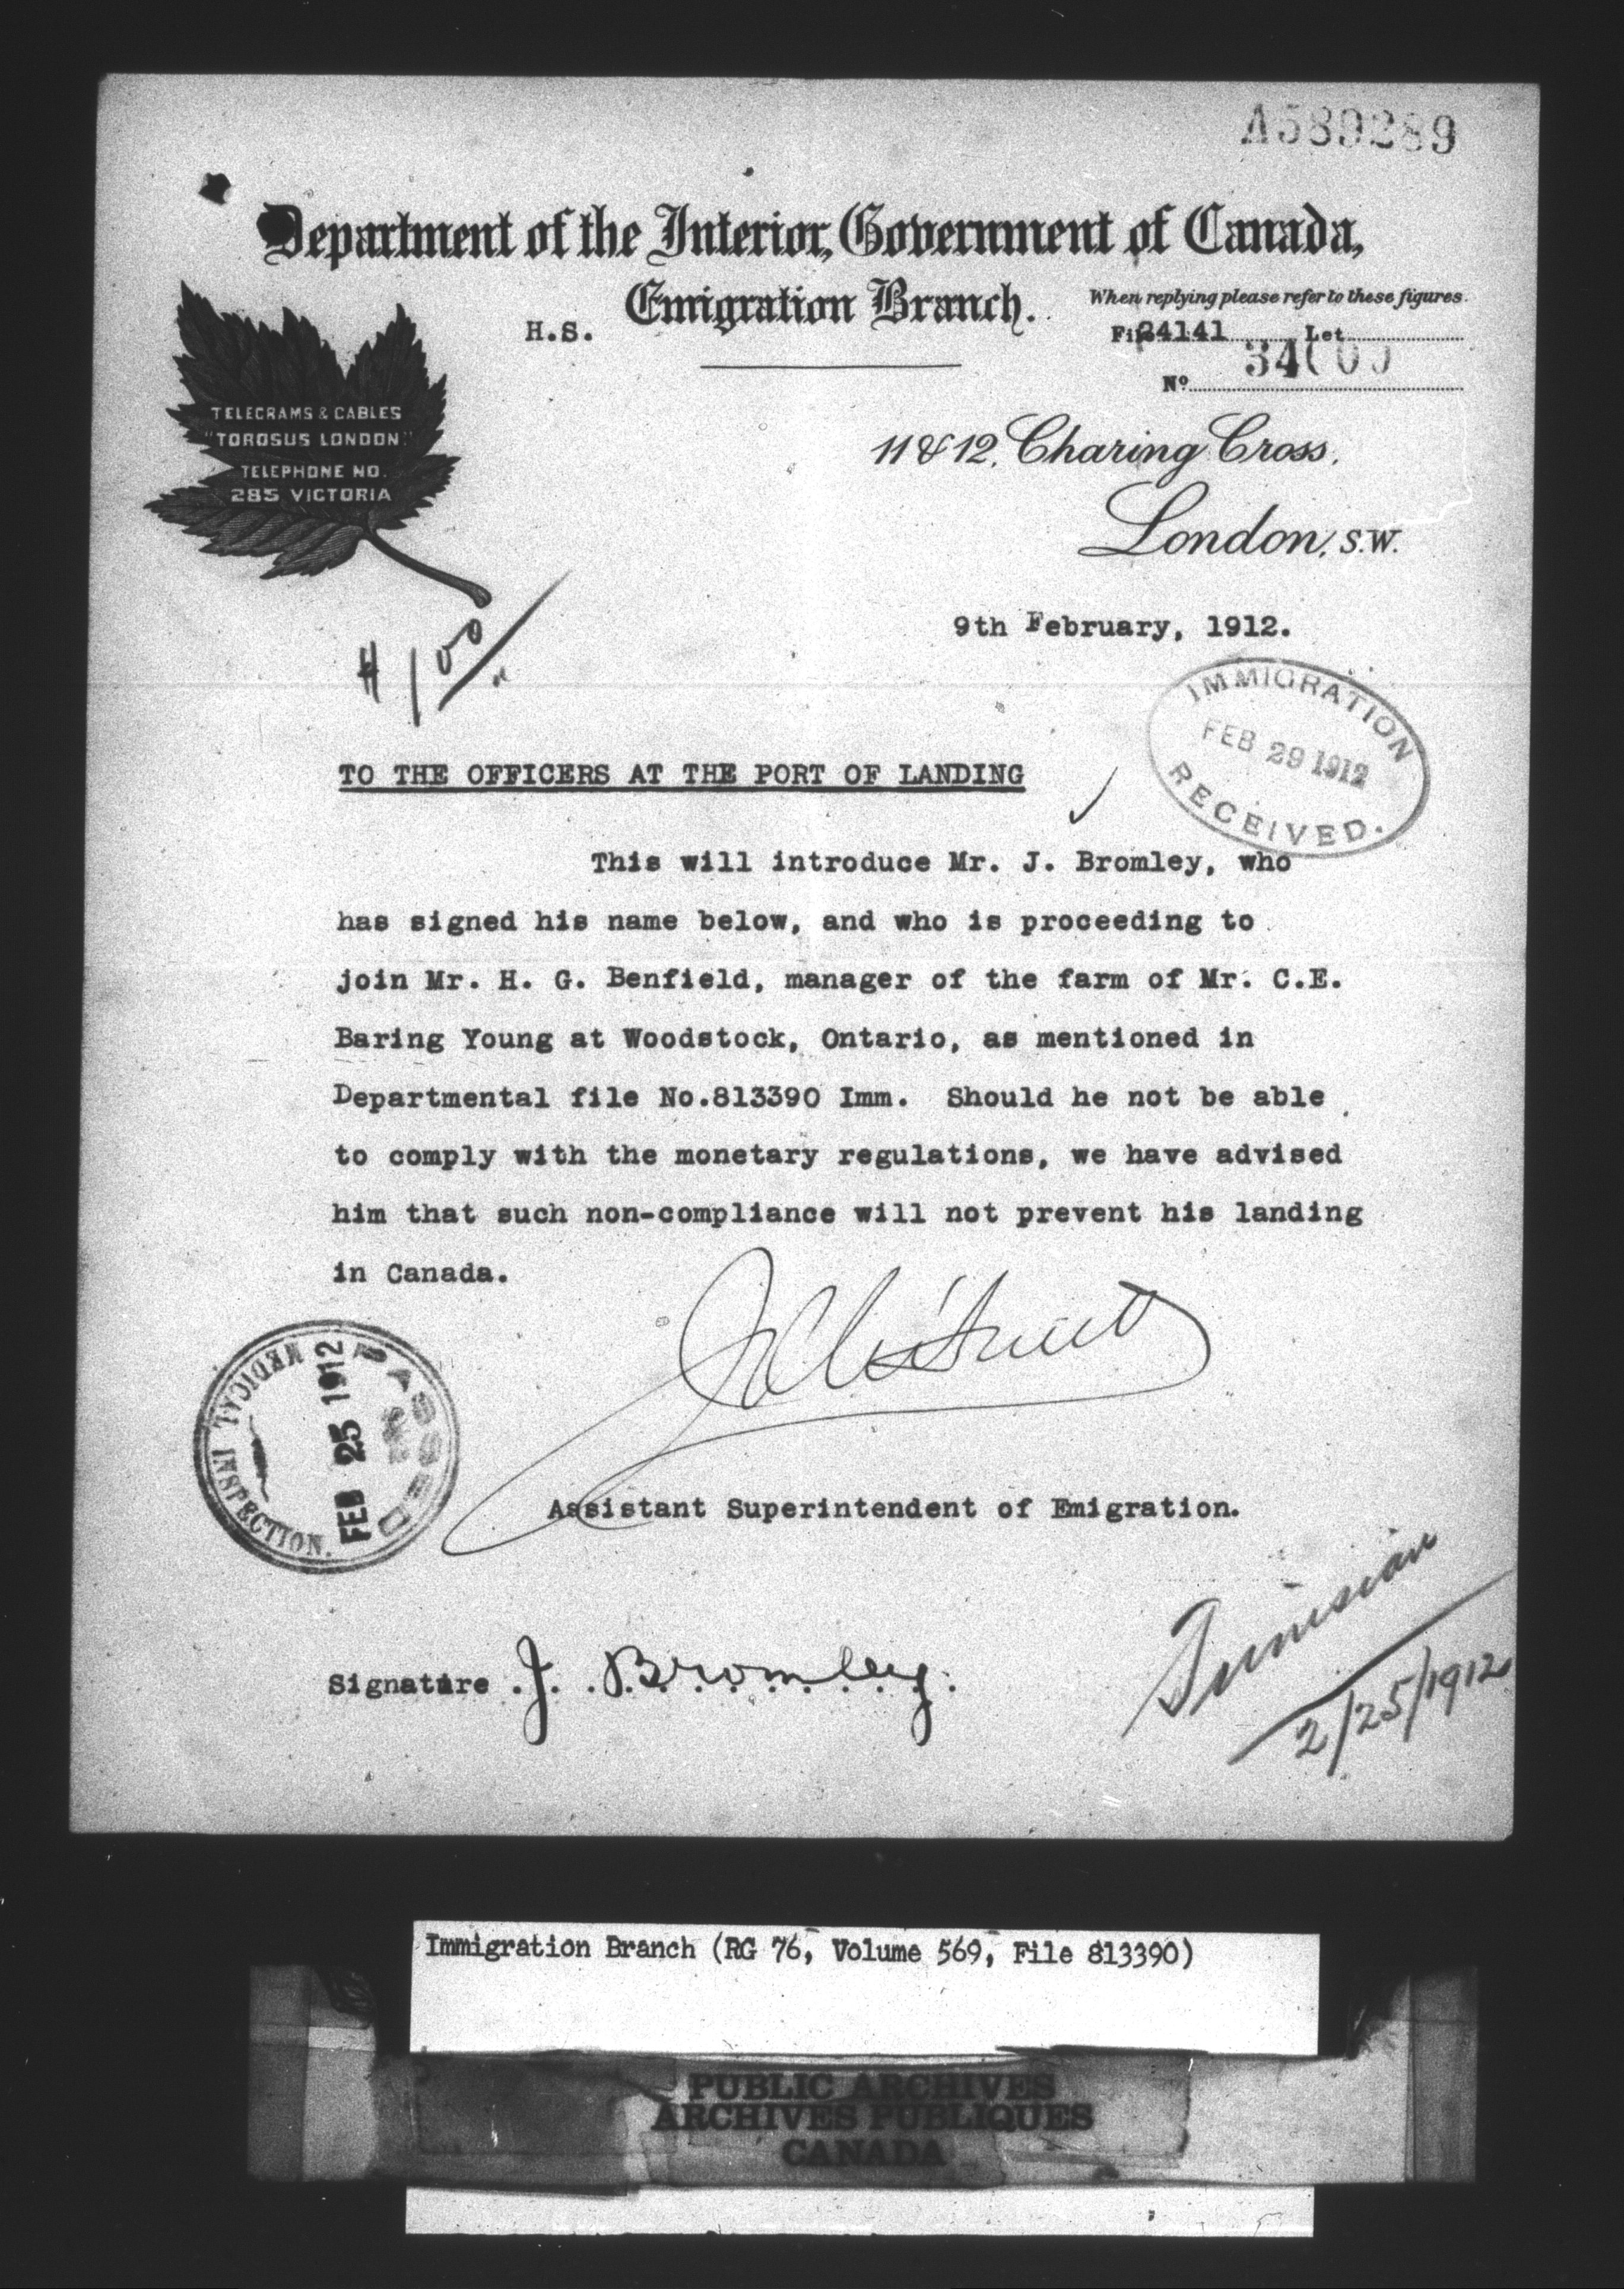 A589289
Department of the Interior, Government of Canada,
Emigration Branch.
H.S.
When replying please refer to these figures.
File 24141 Let
No.
TELEGRAMS & CABLES
"TOROSUS LONDON"
TELEPHONE NO.
285 VICTORIA
11 & 12, Charing Cross,
London, S.W.
9th February, 1912.
IMMIGRATION
FEB 29 1912
RECEIVED.
TO THE OFFICERS AT THE PORT OF LANDING
This will introduce Mr. J. Bromley, who
has signed his name below, and who is proceeding to
join Mr. H. G. Benfield, manager of the farm of Mr. C.E.
Baring Young at Woodstock, Ontario, as mentioned in
Departmental file No.813390 Imm. Should he not be able
to comply with the monetary regulations, we have advised
him that such non-compliance will not prevent his landing
in Canada.
PASSED
FEB 25 1912
MEDICAL INSPECTION.
Assistant Superintendent of Emigration.
Signature J. Bromley.
Tunisian
2/25/1912
Immigration Branch (RG 76, Volume 569, File 813390)
PUBLIC ARCHIVES
ARCHIVES PUBLIQUES
CANADA